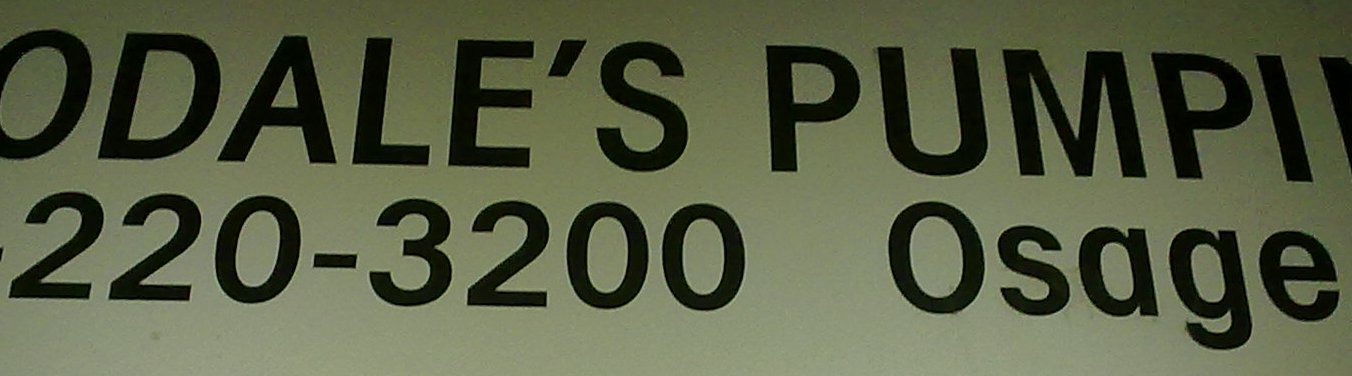 ODALE'S PUMPI
-220-3200 Osage